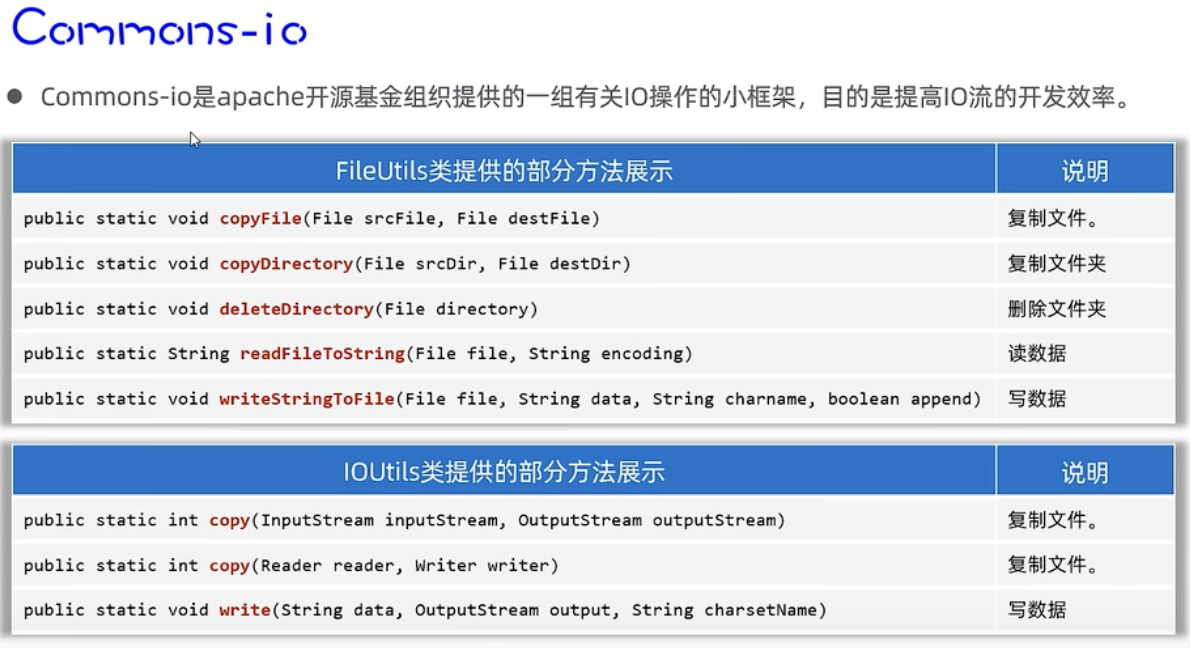 Commons-io
● Commons-io是apache开源基金组织提供的一组有关IO操作的小框架，目的是提高IO流的开发效率。
FileUtils类提供的部分方法展示 说明
public static void copyFile(File srcFile, File destFile) 复制文件。
public static void copyDirectory(File srcDir, File destDir) 复制文件夹
public static void deleteDirectory(File directory) 删除文件夹
public static String readFileToString(File file, String encoding) 读数据
public static void writeStringToFile(File file, String data, String charname, boolean append) 写数据
IOUtils类提供的部分方法展示 说明
public static int copy(InputStream inputStream, OutputStream outputStream) 复制文件。
public static int copy(Reader reader, Writer writer) 复制文件。
public static void write(String data, OutputStream output, String charsetName) 写数据